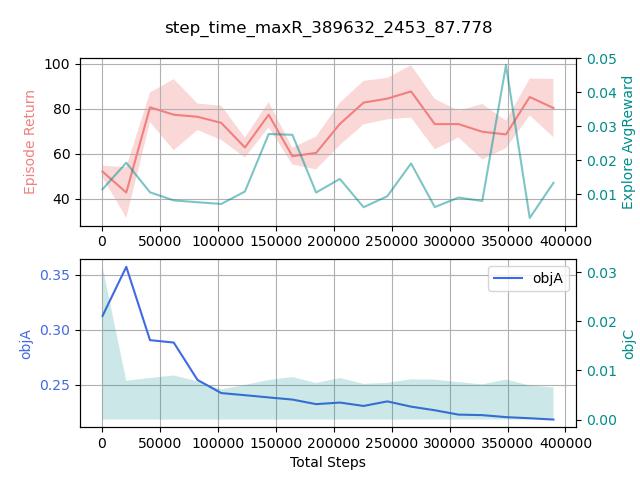 step_time_maxR_389632_2453_87.778
Episode Return
100
80
60
40
0.05
0.04
0.03
0.02
0.01
Explore AvgReward
0 50000 100000 150000 200000 250000 300000 350000 400000
objA
0.35
0.30
0.25
objA
0.03
0.02
0.01
0.00
objC
0 50000 100000 150000 200000 250000 300000 350000 400000
Total Steps